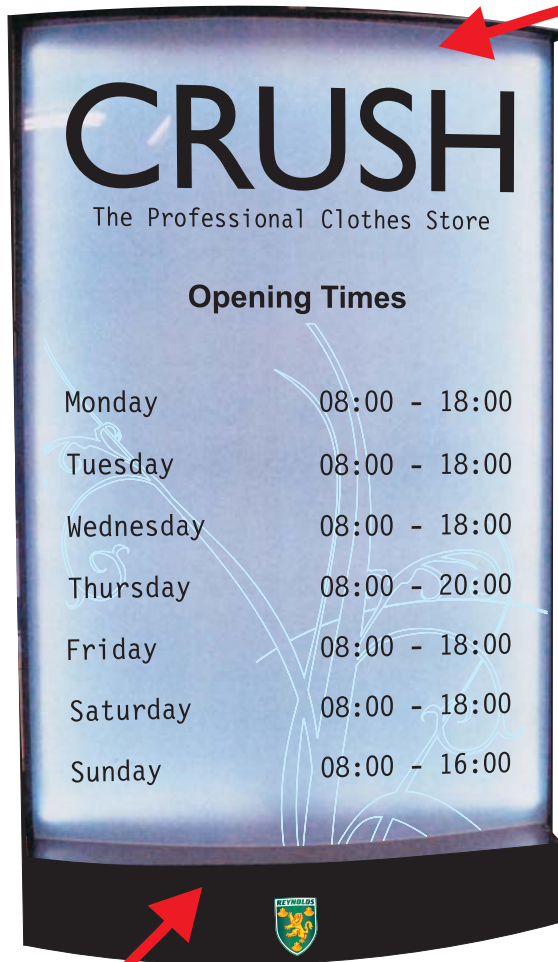 CRUSH
The Professional Clothes Store
Opening Times
Monday 08:00 - 18:00
Tuesday 08:00 - 18:00
Wednesday 08:00 - 18:00
Thursday 08:00 - 20:00
Friday 08:00 - 18:00
Saturday 08:00 - 18:00
Sunday 08:00 - 16:00
REYNOLDS